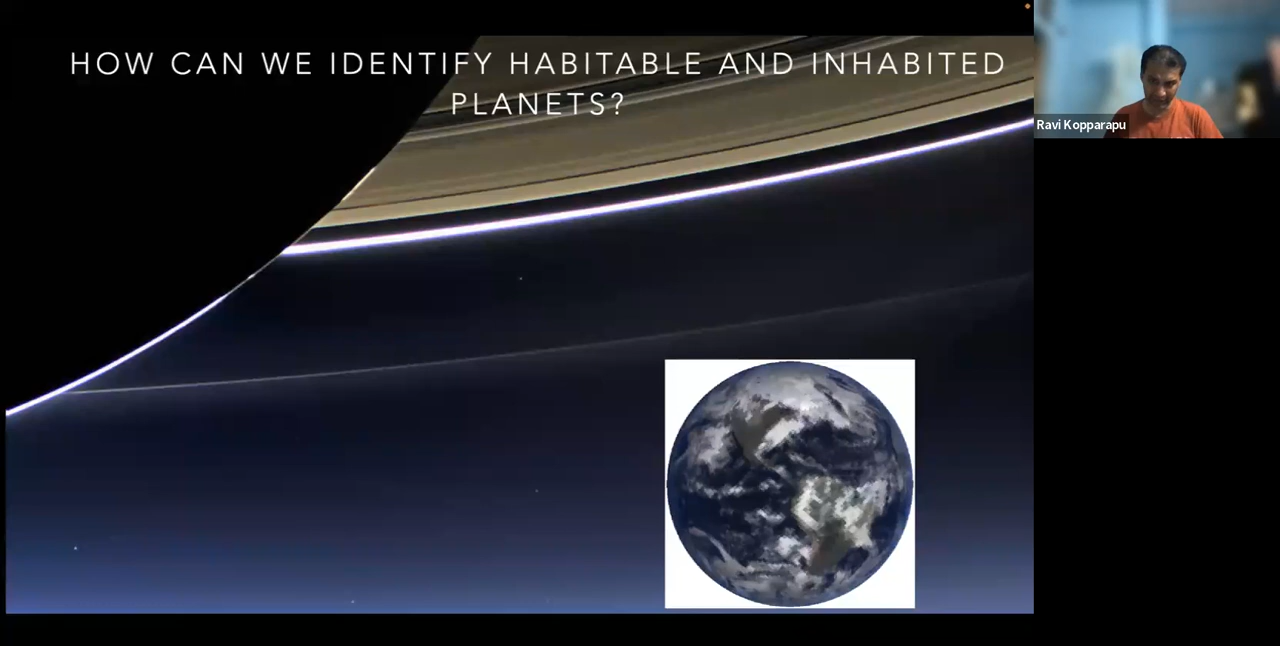 HOW CAN WE IDENTIFY HABITABLE AND INHABITED
PLANETS?
Ravi Kopparapu